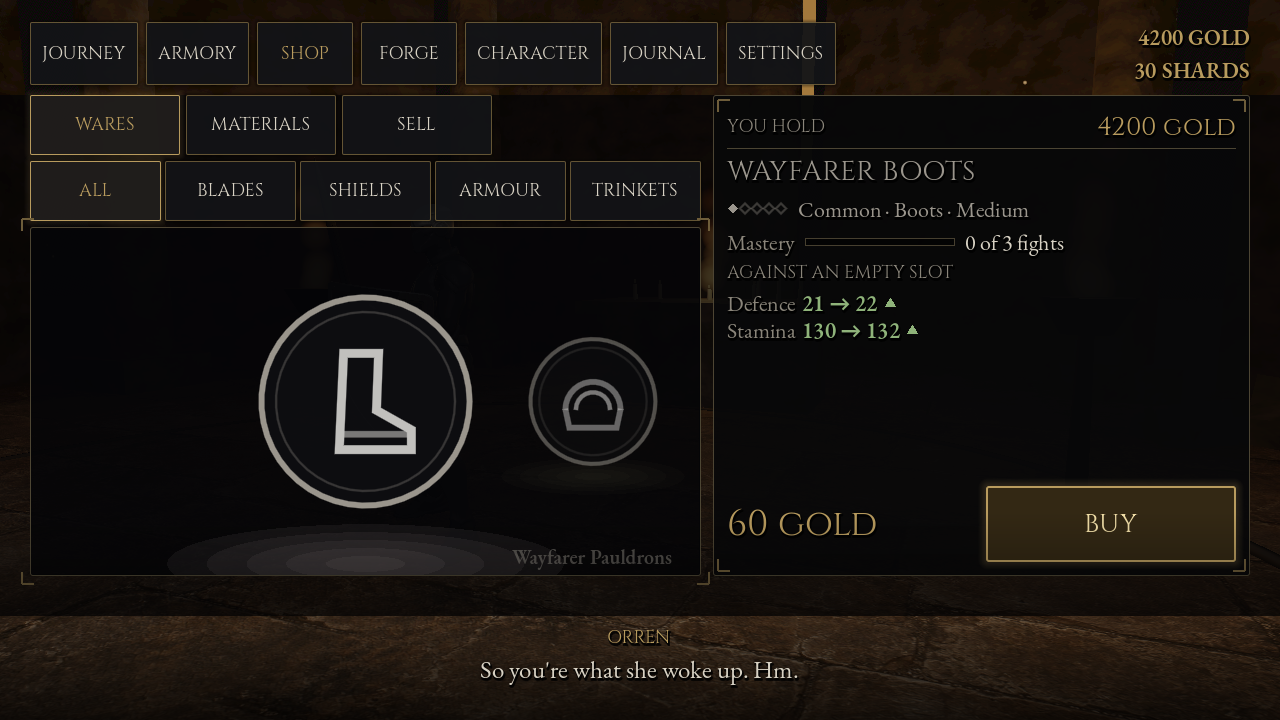 JOURNEY
ARMORY
SHOP
FORGE
CHARACTER
JOURNAL
SETTINGS
4200 GOLD
30 SHARDS
WARES
MATERIALS
SELL
ALL
BLADES
SHIELDS
ARMOUR
TRINKETS
Wayfarer Pauldrons
YOU HOLD
4200 GOLD
WAYFARER BOOTS
Common · Boots · Medium
Mastery 0 of 3 fights
AGAINST AN EMPTY SLOT
Defence 21 → 22 ▲
Stamina 130 → 132 ▲
60 GOLD
BUY
ORREN
So you're what she woke up. Hm.